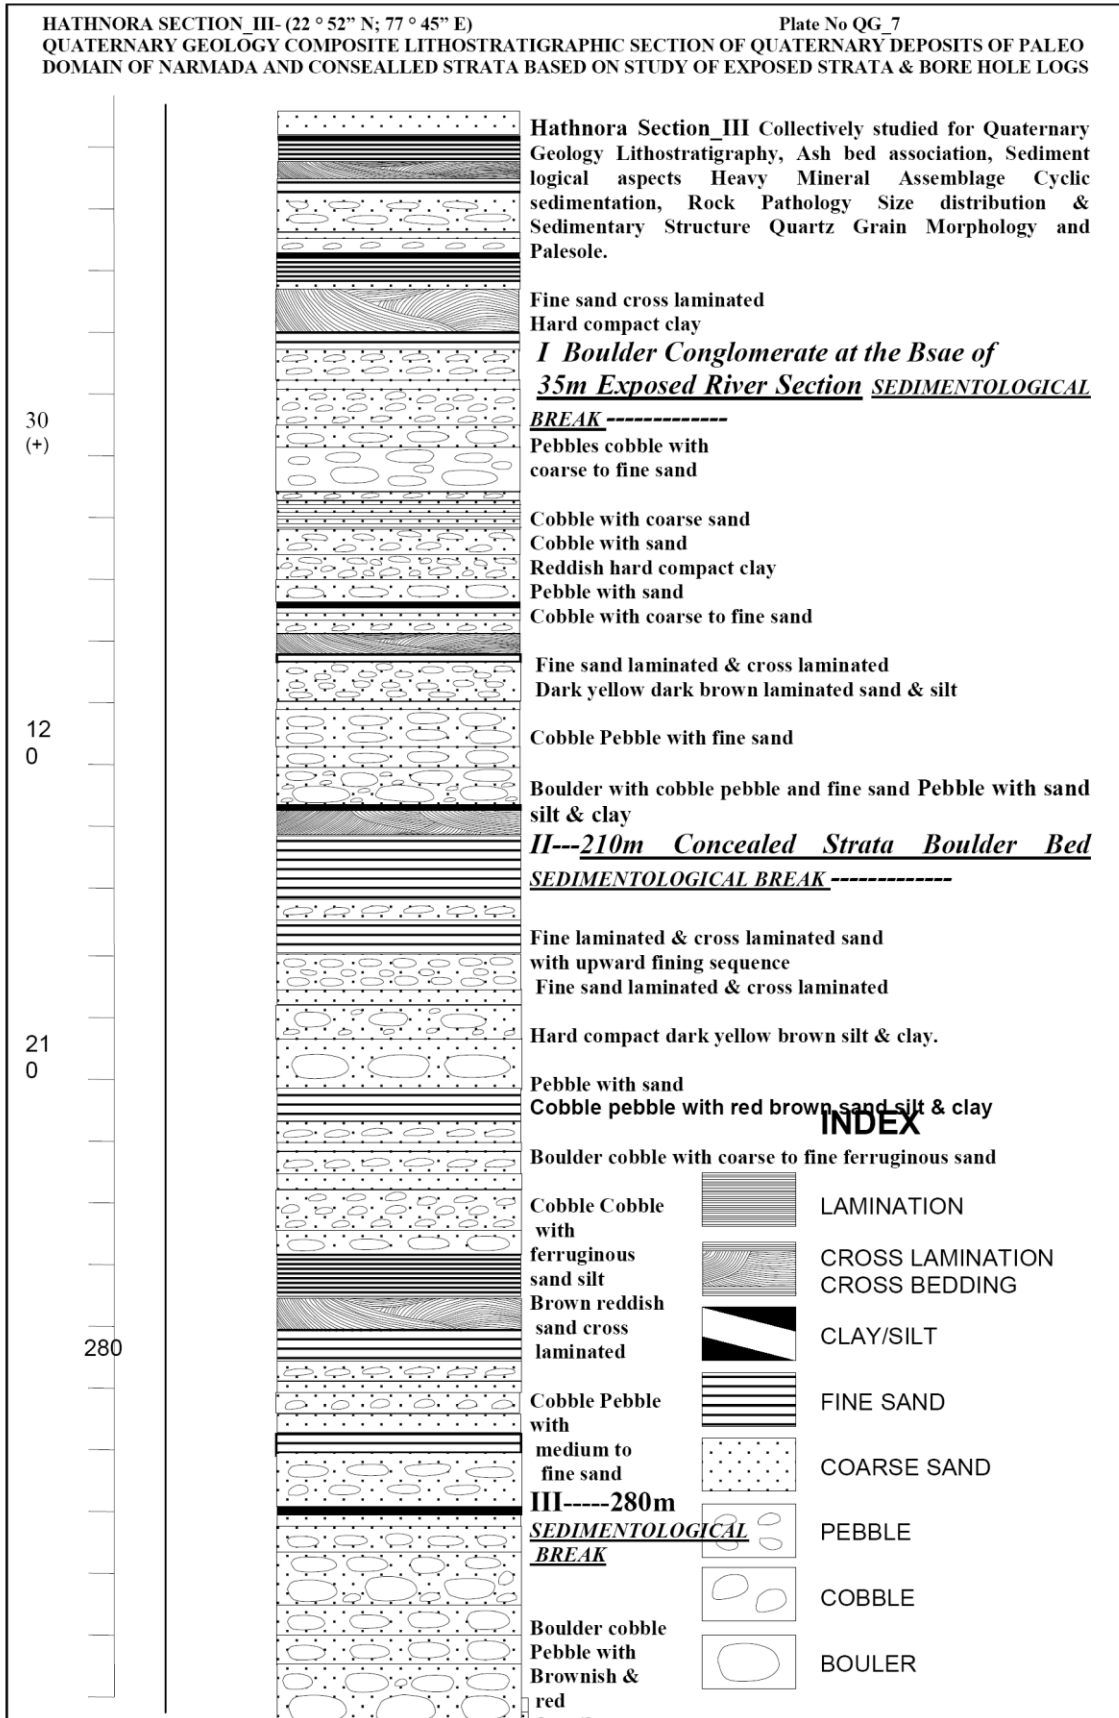 HATHNORA SECTION_III- (22 ° 52” N; 77 ° 45” E) Plate No QG_7
QUATERNARY GEOLOGY COMPOSITE LITHOSTRATIGRAPHIC SECTION OF QUATERNARY DEPOSITS OF PALEO
DOMAIN OF NARMADA AND CONSEALLED STRATA BASED ON STUDY OF EXPOSED STRATA & BORE HOLE LOGS
Hathnora Section_III Collectively studied for Quaternary
Geology Lithostratigraphy, Ash bed association, Sediment
logical aspects Heavy Mineral Assemblage Cyclic
sedimentation, Rock Pathology Size distribution &
Sedimentary Structure Quartz Grain Morphology and
Palesole.
Fine sand cross laminated
Hard compact clay
I Boulder Conglomerate at the Bsae of
35m Exposed River Section SEDIMENTOLOGICAL
BREAK -------------
30
(+)
Pebbles cobble with
coarse to fine sand
Cobble with coarse sand
Cobble with sand
Reddish hard compact clay
Pebble with sand
Cobble with coarse to fine sand
Fine sand laminated & cross laminated
Dark yellow dark brown laminated sand & silt
12
0
Cobble Pebble with fine sand
Boulder with cobble pebble and fine sand Pebble with sand
silt & clay
II---210m Concealed Strata Boulder Bed
SEDIMENTOLOGICAL BREAK -------------
Fine laminated & cross laminated sand
with upward fining sequence
Fine sand laminated & cross laminated
Hard compact dark yellow brown silt & clay.
21
0
Pebble with sand
Cobble pebble with red brown sand silt & clay
Boulder cobble with coarse to fine ferruginous sand
Cobble Cobble
with
ferruginous
sand silt
Brown reddish
sand cross
laminated
280
Cobble Pebble
with
medium to
fine sand
III-----280m
SEDIMENTOLOGICAL
BREAK
Boulder cobble
Pebble with
Brownish &
red
INDEX
LAMINATION
CROSS LAMINATION
CROSS BEDDING
CLAY/SILT
FINE SAND
COARSE SAND
PEBBLE
COBBLE
BOULER